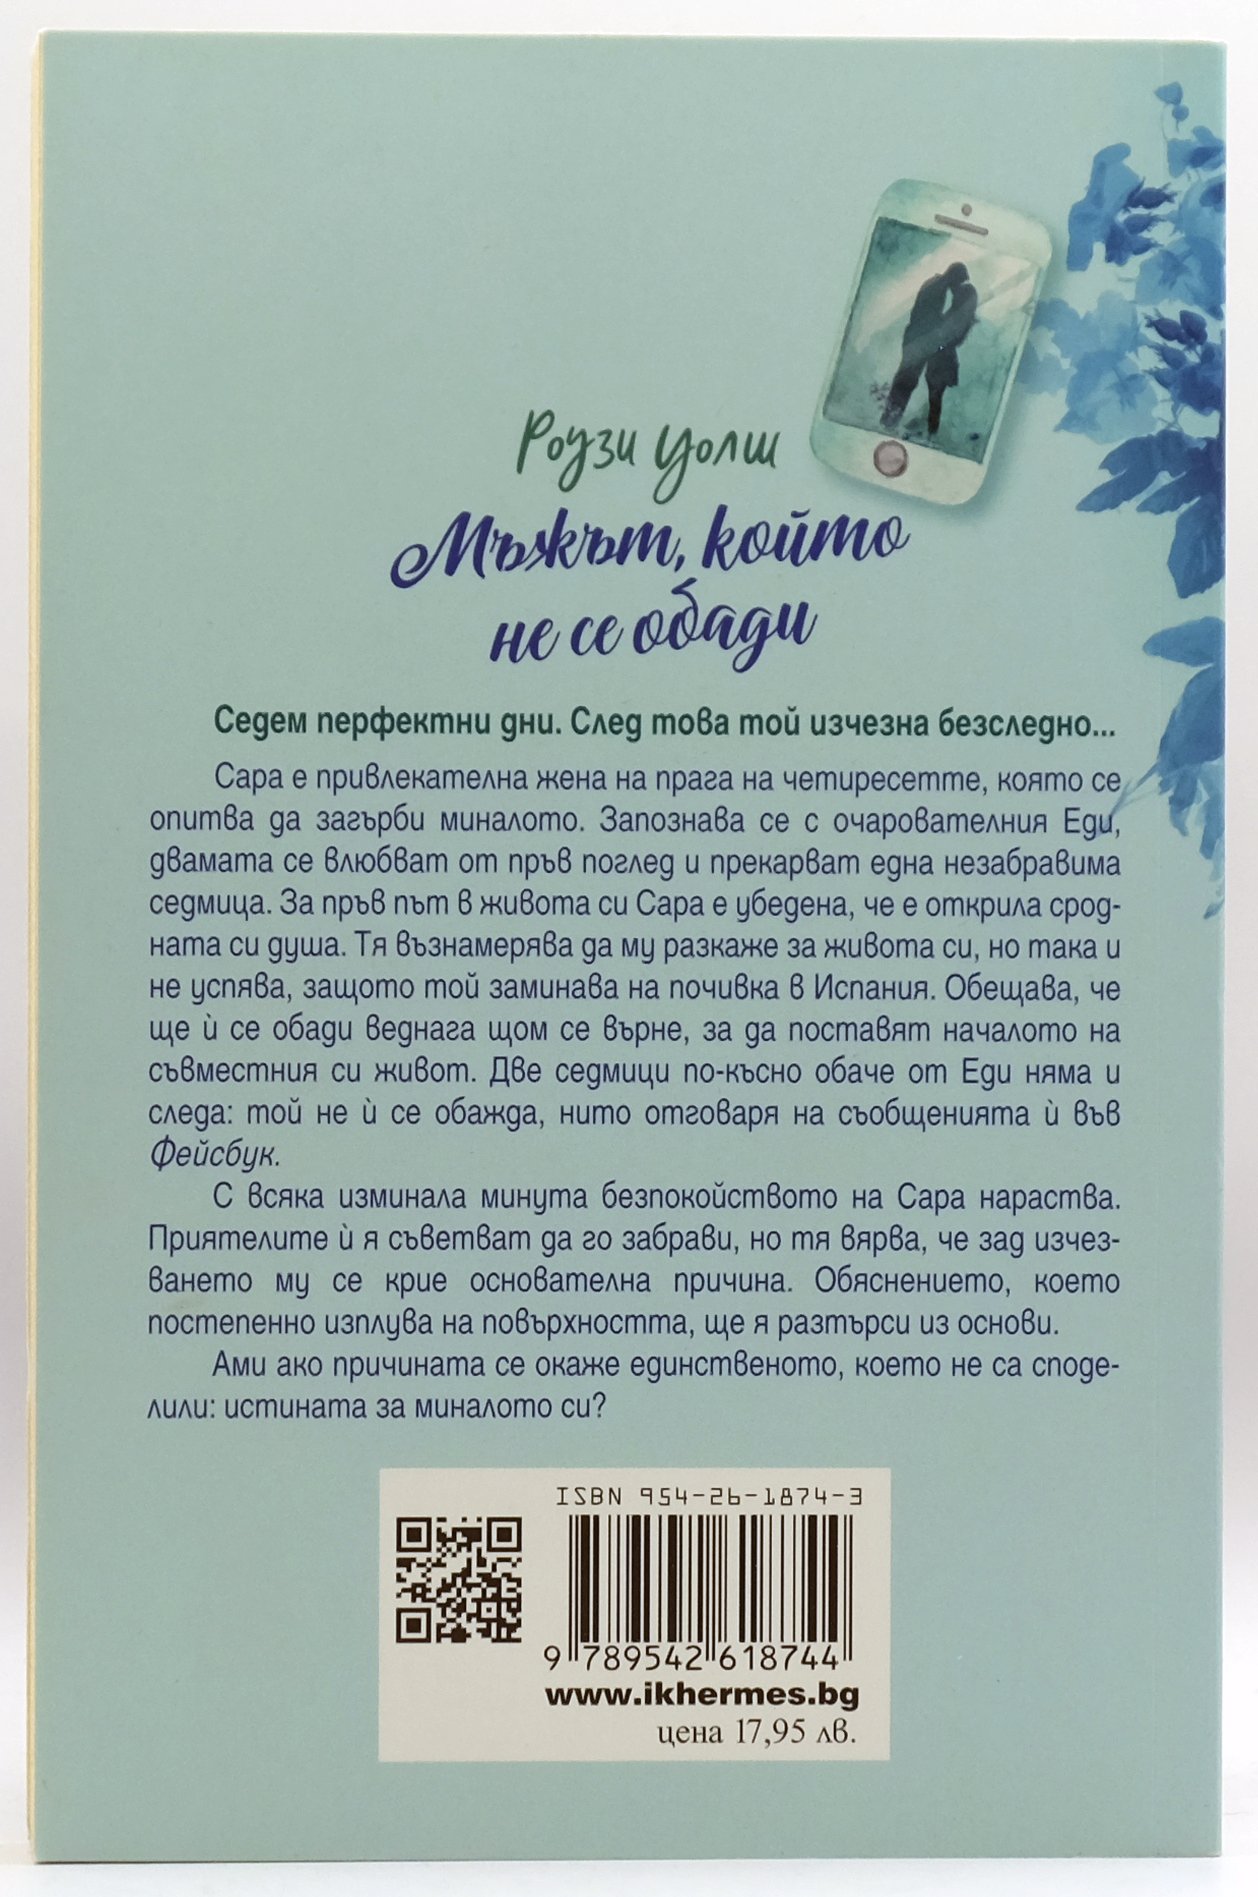 Роузи Уолш
Мъжът, който
не се обади
Седем перфектни дни. След това той изчезна безследно...
Сара е привлекателна жена на прага на четиресетте, която се
опитва да загърби миналото. Запознава се с очарователния Еди,
двамата се влюбват от пръв поглед и прекарват една незабравима
седмица. За пръв път в живота си Сара е убедена, че е открила срод-
ната си душа. Тя възнамерява да му разкаже за живота си, но така и
не успява, защото той заминава на почивка в Испания. Обещава, че
ще ѝ се обади веднага щом се върне, за да поставят началото на
съвместния си живот. Две седмици по-късно обаче от Еди няма и
следа: той не ѝ се обажда, нито отговаря на съобщенията ѝ във
Фейсбук.
С всяка изминала минута безпокойството на Сара нараства.
Приятелите ѝ я съветват да го забрави, но тя вярва, че зад изчез-
ването му се крие основателна причина. Обяснението, което
постепенно изплува на повърхността, ще я разтърси из основи.
Ами ако причината се окаже единственото, което не са споде-
лили: истината за миналото си?
ISBN 954-26-1874-3
9 789542 618744
www.ikhermes.bg
цена 17,95 лв.